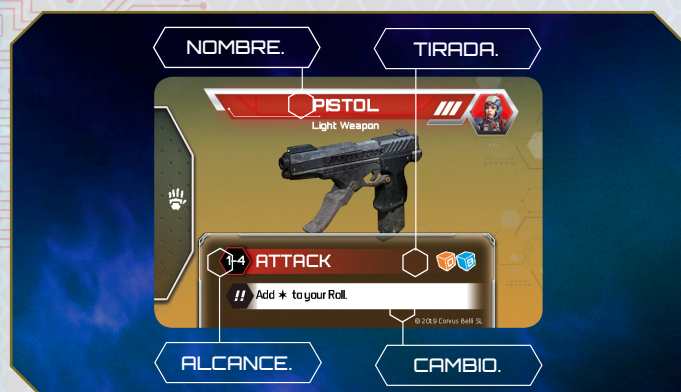 NOMBRE.
TIRADA.
PISTOL
Light Weapon
1-4 ATTACK
!! Add ✶ to your Roll.
© 2019 Corvus Belli SL
ALCANCE.
CAMBIO.